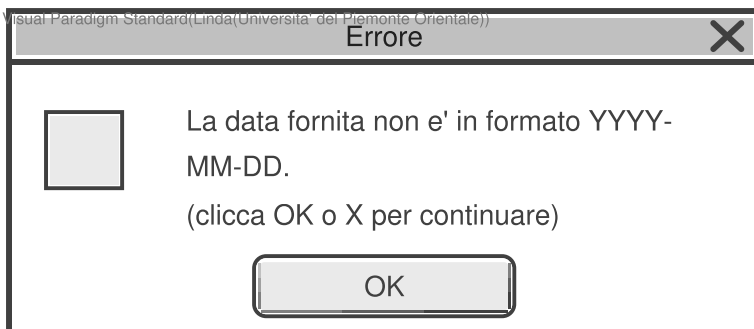 Visual Paradigm Standard(Linda(Universita' del Piemonte Orientale))
Errore
La data fornita non e' in formato YYYY-
MM-DD.
(clicca OK o X per continuare)
OK